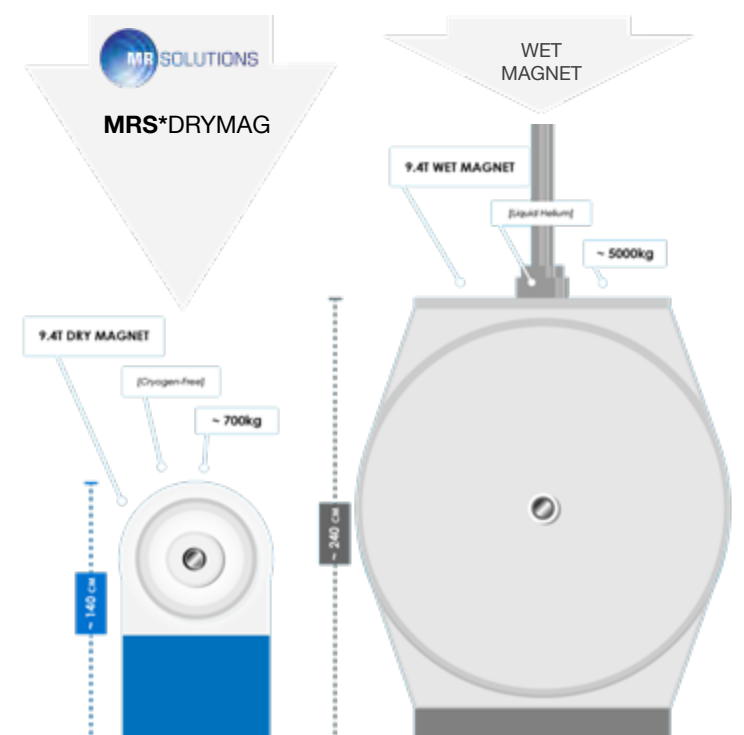 MR SOLUTIONS
MRS*DRYMAG
WET
MAGNET
9.4T WET MAGNET
[Liquid Helium]
~ 5000kg
9.4T DRY MAGNET
[Cryogen-Free]
~ 700kg
~ 240 CM
~ 140 CM